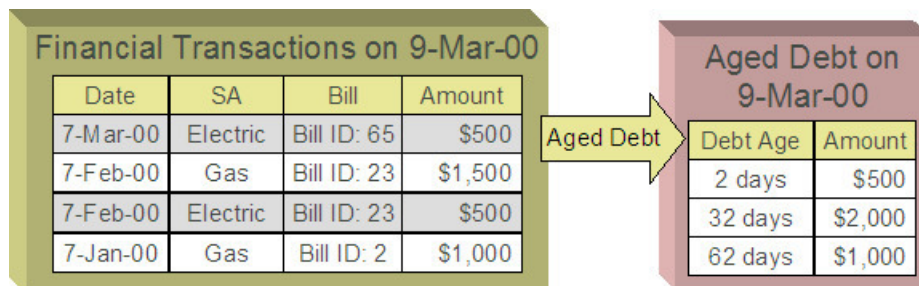 Financial Transactions on 9-Mar-00
Date SA Bill Amount
7-Mar-00 Electric Bill ID: 65 $500
7-Feb-00 Gas Bill ID: 23 $1,500
7-Feb-00 Electric Bill ID: 23 $500
7-Jan-00 Gas Bill ID: 2 $1,000
Aged Debt
Aged Debt on
9-Mar-00
Debt Age Amount
2 days $500
32 days $2,000
62 days $1,000